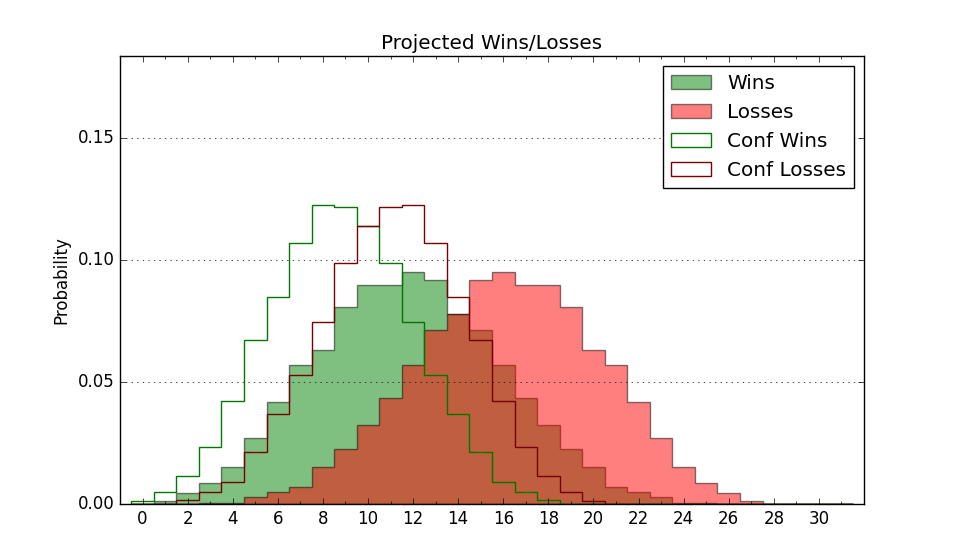 Projected Wins/Losses
Wins
Losses
Conf Wins
Conf Losses
Probability
0.15
0.10
0.05
0.00
0 2 4 6 8 10 12 14 16 18 20 22 24 26 28 30